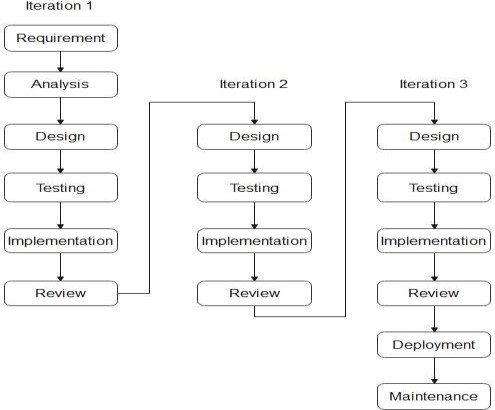 Iteration 1
Requirement
Analysis
Design
Testing
Implementation
Review
Iteration 2
Design
Testing
Implementation
Review
Iteration 3
Design
Testing
Implementation
Review
Deployment
Maintenance